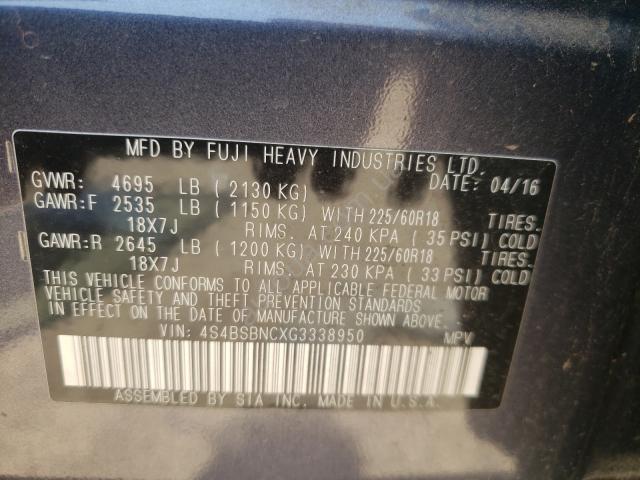 MFD BY FUJI HEAVY INDUSTRIES LTD.
DATE: 04/16
GVWR: 4695 LB ( 2130 KG)
GAWR:F 2535 LB ( 1150 KG) WITH 225/60R18 TIRES.
18X7J RIMS. AT 240 KPA ( 35 PSI) COLD
GAWR:R 2645 LB ( 1200 KG) WITH 225/60R18 TIRES.
18X7J RIMS. AT 230 KPA ( 33 PSI) COLD
THIS VEHICLE CONFORMS TO ALL APPLICABLE FEDERAL MOTOR
VEHICLE SAFETY AND THEFT PREVENTION STANDARDS
IN EFFECT ON THE DATE OF MANUFACTURE SHOWN ABOVE.
VIN: 4S4BSBNCXG3338950 MPV
ASSEMBLED BY SIA INC. MADE IN U.S.A.